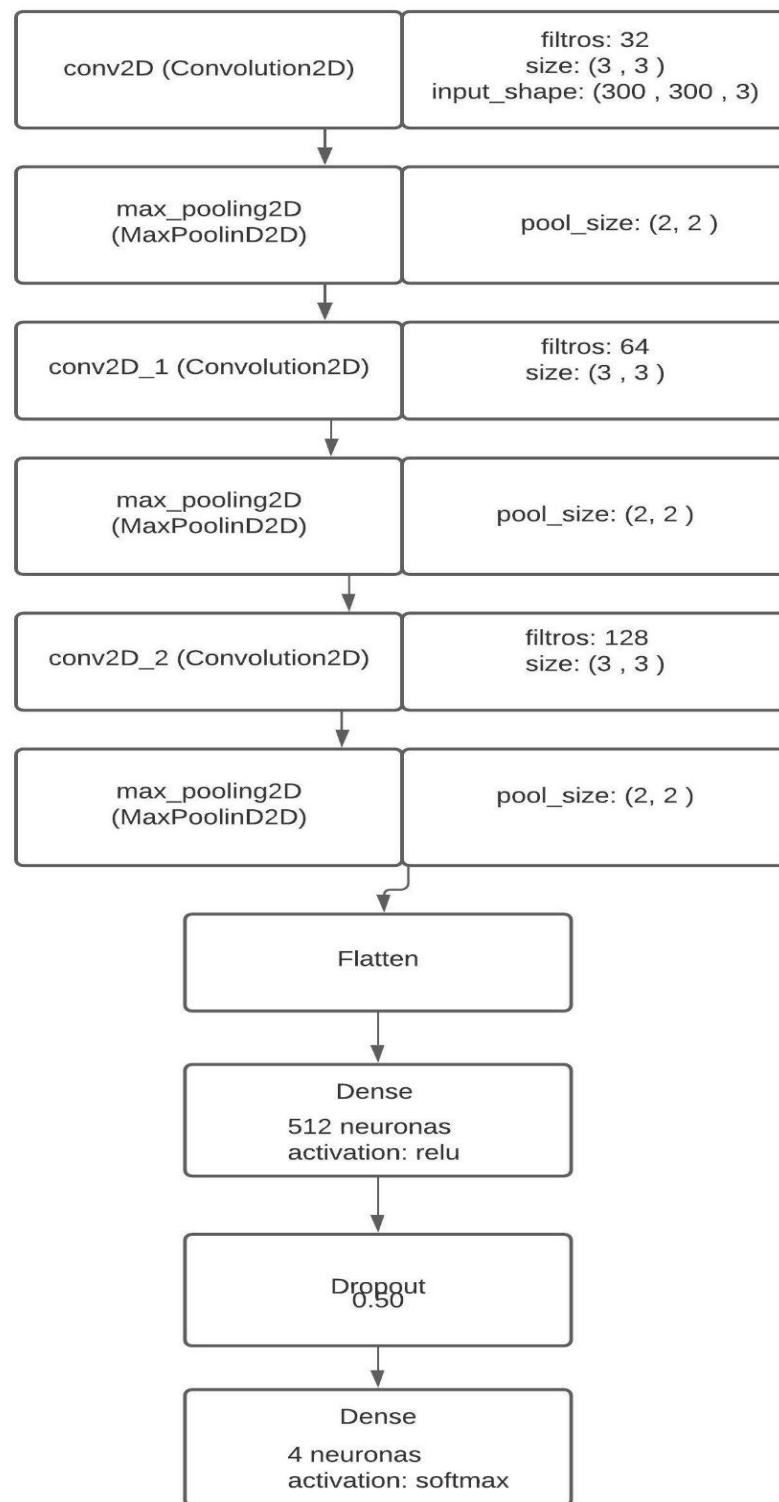 conv2D (Convolution2D)
filtros: 32
size: (3 , 3 )
input_shape: (300 , 300 , 3)
max_pooling2D
(MaxPoolinD2D)
pool_size: (2, 2 )
conv2D_1 (Convolution2D)
filtros: 64
size: (3 , 3 )
max_pooling2D
(MaxPoolinD2D)
pool_size: (2, 2 )
conv2D_2 (Convolution2D)
filtros: 128
size: (3 , 3 )
max_pooling2D
(MaxPoolinD2D)
pool_size: (2, 2 )
Flatten
Dense
512 neuronas
activation: relu
Dropout
0.50
Dense
4 neuronas
activation: softmax